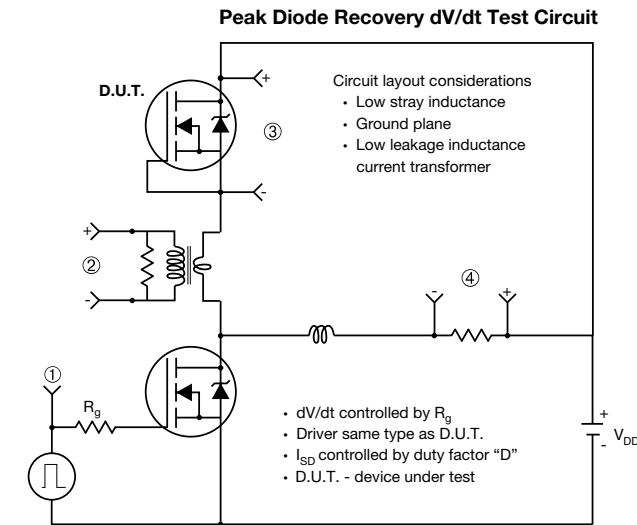 Peak Diode Recovery dV/dt Test Circuit
D.U.T.
+
③
-
Circuit layout considerations
• Low stray inductance
• Ground plane
• Low leakage inductance
current transformer
+
②
-
④
-
+
①
Rg
• dV/dt controlled by Rg
• Driver same type as D.U.T.
• ISD controlled by duty factor “D”
• D.U.T. - device under test
+
VDD
-